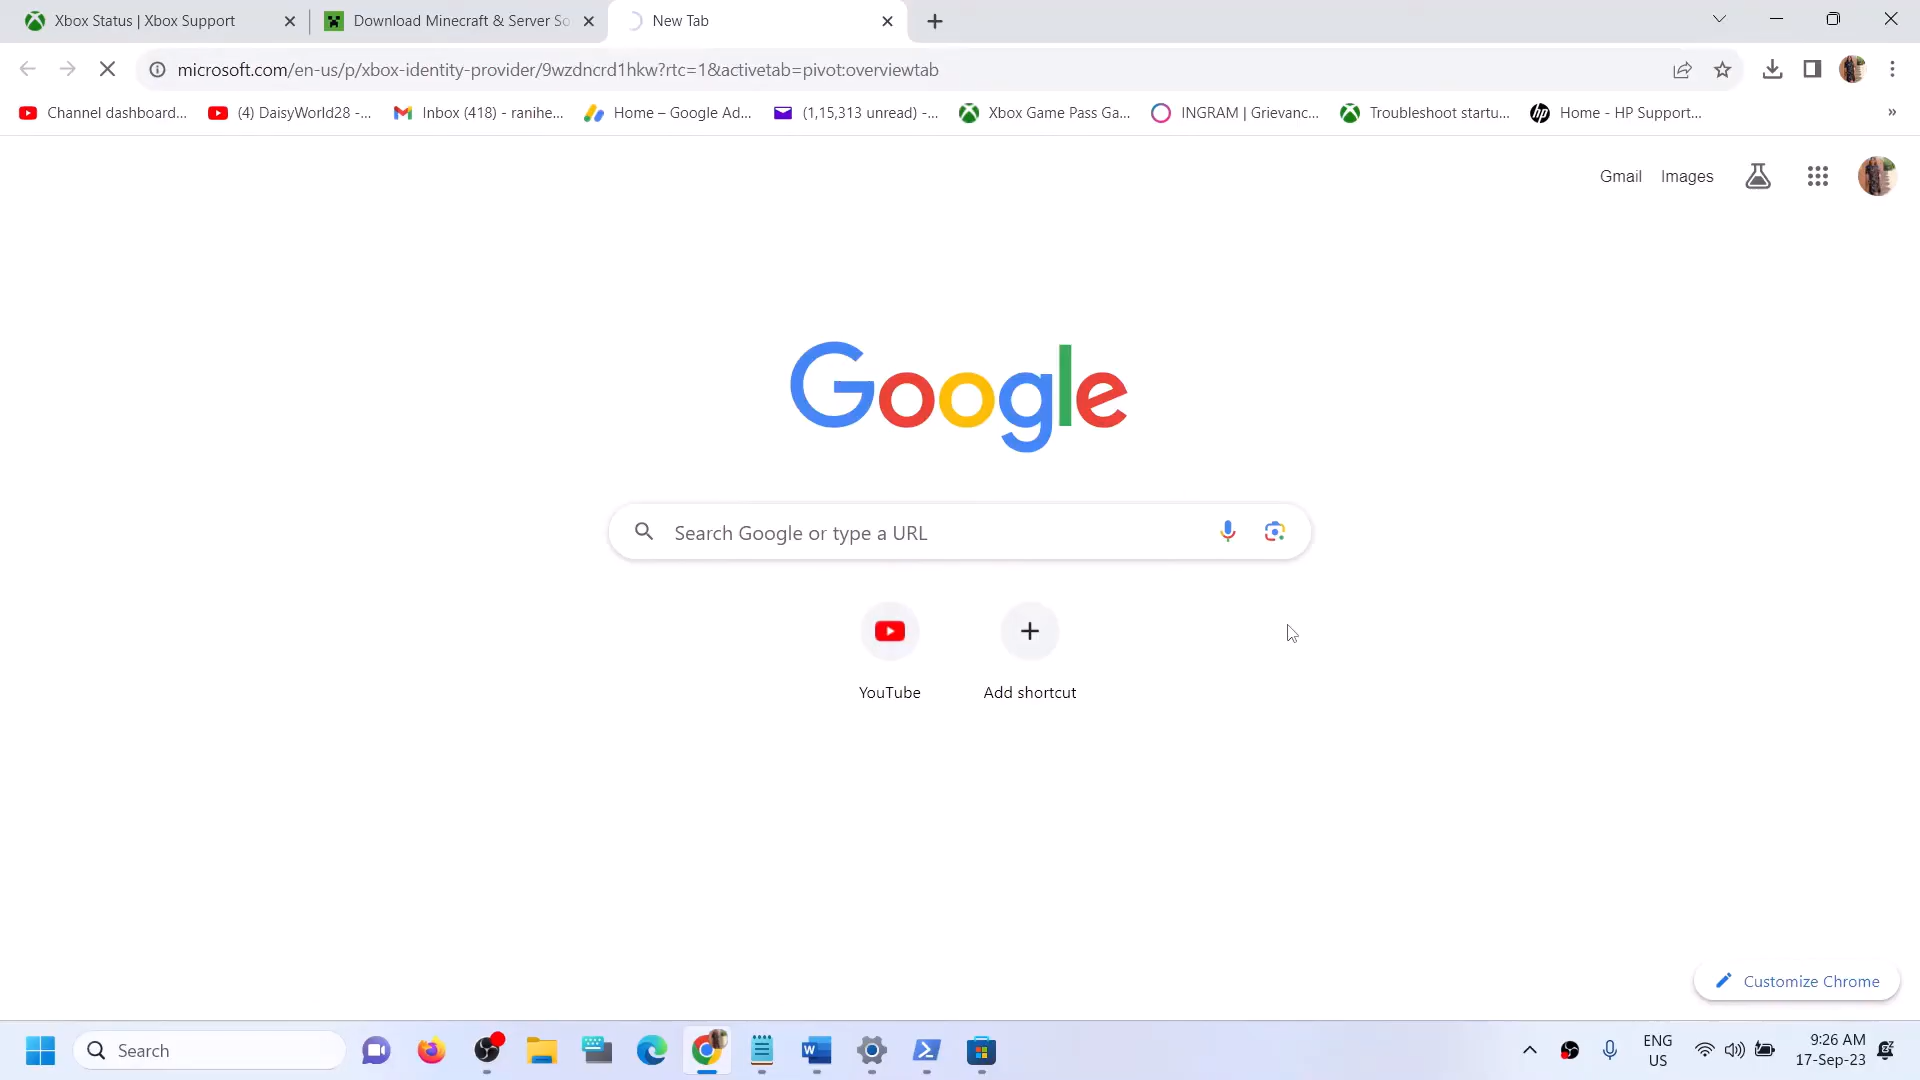 Xbox Status | Xbox Support
Download Minecraft & Server So
New Tab
microsoft.com/en-us/p/xbox-identity-provider/9wzdncrd1hkw?rtc=1&activetab=pivot:overviewtab
Channel dashboard...
(4) DaisyWorld28 -...
Inbox (418) - ranihe...
Home – Google Ad...
(1,15,313 unread) -...
Xbox Game Pass Ga...
INGRAM | Grievanc...
Troubleshoot startu...
Home - HP Support...
»
Gmail
Images
Google
Search Google or type a URL
YouTube
Add shortcut
Customize Chrome
Search
ENG
US
9:26 AM
17-Sep-23